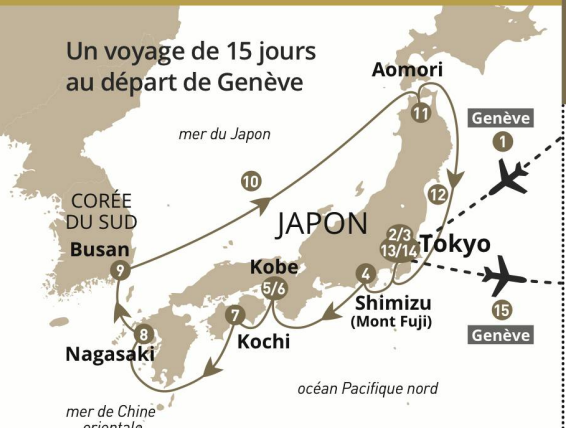 Un voyage de 15 jours
au départ de Genève
Aomori
11
Genève
1
mer du Japon
10
12
CORÉE
DU SUD
JAPON
Busan
9
2/3
13/14
Tokyo
Kobe
5/6
4
Shimizu
(Mont Fuji)
15
Genève
7
Kochi
8
Nagasaki
océan Pacifique nord
mer de Chine
orientale